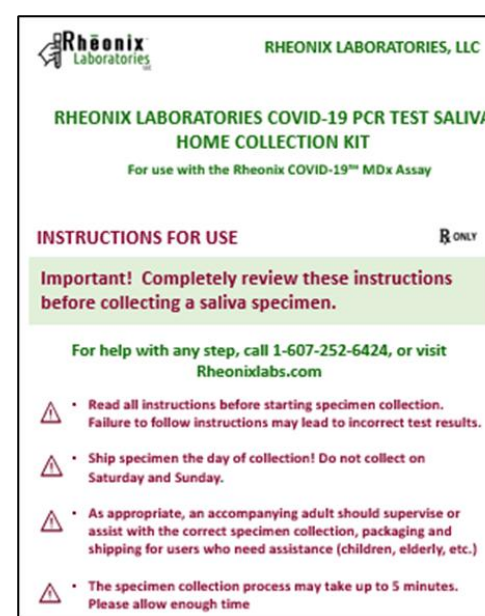 Rhēonix
Laboratories
LLC
RHEONIX LABORATORIES, LLC
RHEONIX LABORATORIES COVID-19 PCR TEST SALIVA
HOME COLLECTION KIT
For use with the Rheonix COVID-19™ MDx Assay
INSTRUCTIONS FOR USE
℞ ONLY
Important! Completely review these instructions
before collecting a saliva specimen.
For help with any step, call 1-607-252-6424, or visit
Rheonixlabs.com
• Read all instructions before starting specimen collection.
Failure to follow instructions may lead to incorrect test results.
• Ship specimen the day of collection! Do not collect on
Saturday and Sunday.
• As appropriate, an accompanying adult should supervise or
assist with the correct specimen collection, packaging and
shipping for users who need assistance (children, elderly, etc.)
• The specimen collection process may take up to 5 minutes.
Please allow enough time